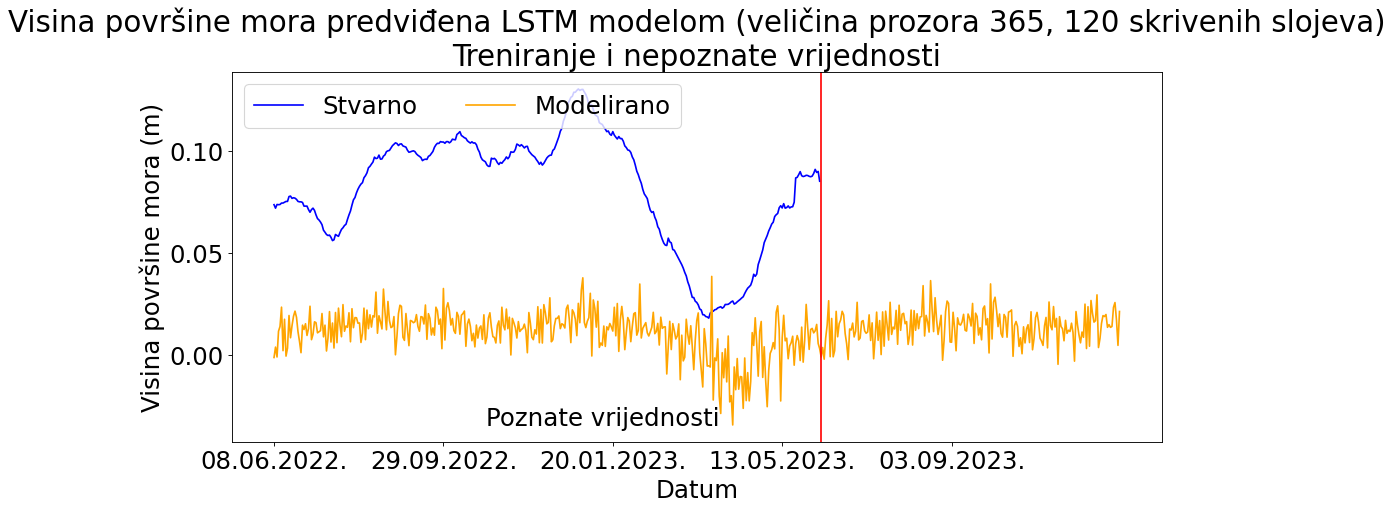 Visina površine mora predviđena LSTM modelom (veličina prozora 365, 120 skrivenih slojeva)
Treniranje i nepoznate vrijednosti
Stvarno
Modelirano
Visina površine mora (m)
0.10
0.05
0.00
Poznate vrijednosti
08.06.2022.
29.09.2022.
20.01.2023.
13.05.2023.
03.09.2023.
Datum